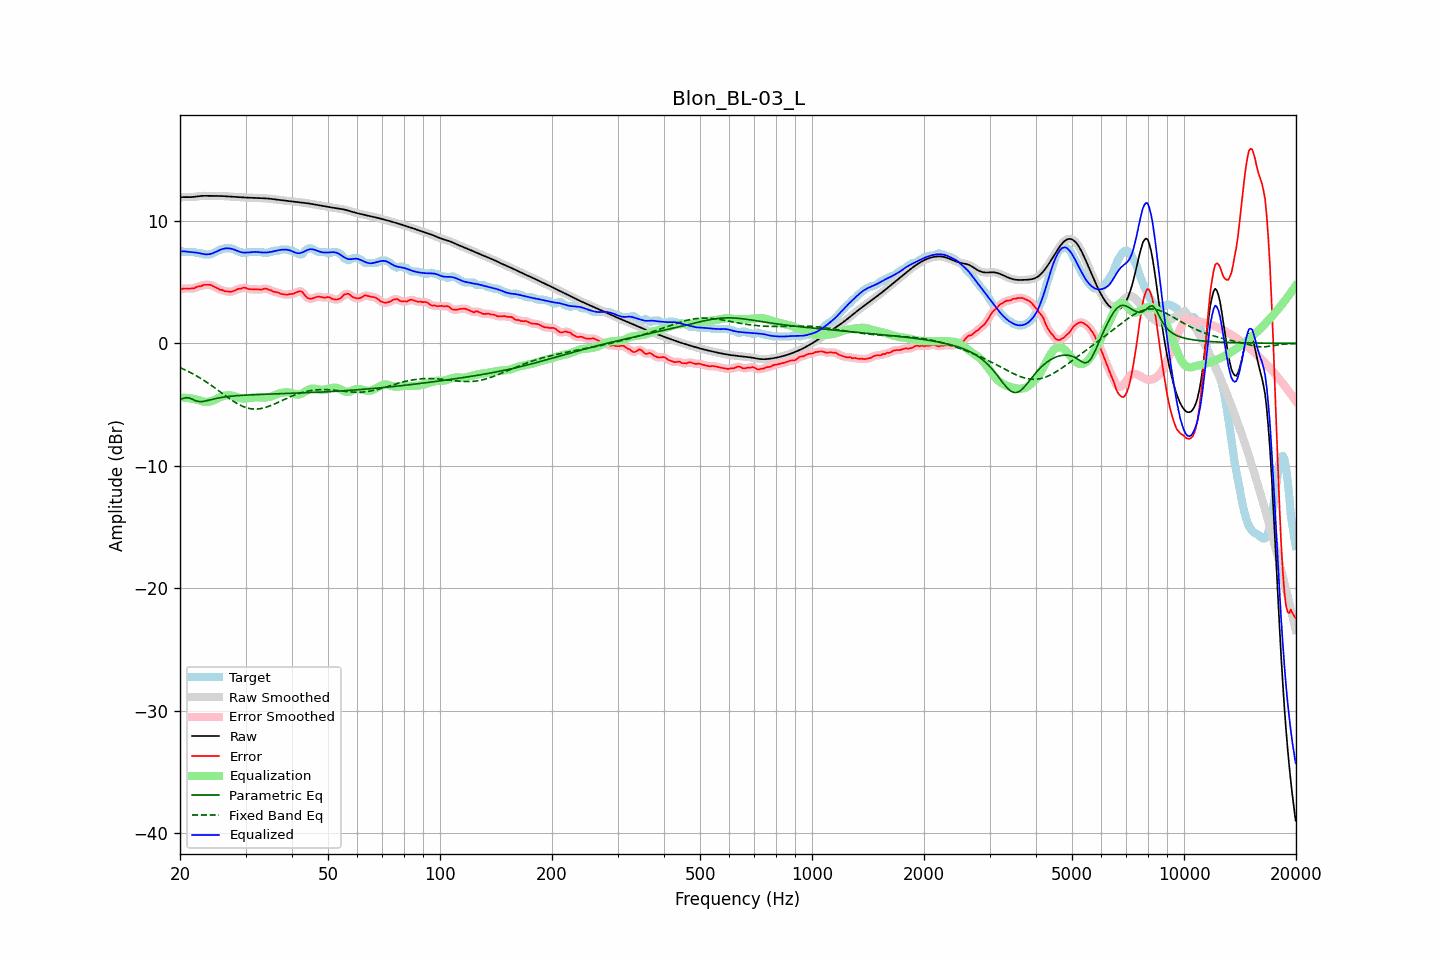 Blon_BL-03_L
Amplitude (dBr)
10
0
−10
−20
−30
−40
Target
Raw Smoothed
Error Smoothed
Raw
Error
Equalization
Parametric Eq
Fixed Band Eq
Equalized
20 50 100 200 500 1000 2000 5000 10000 20000
Frequency (Hz)